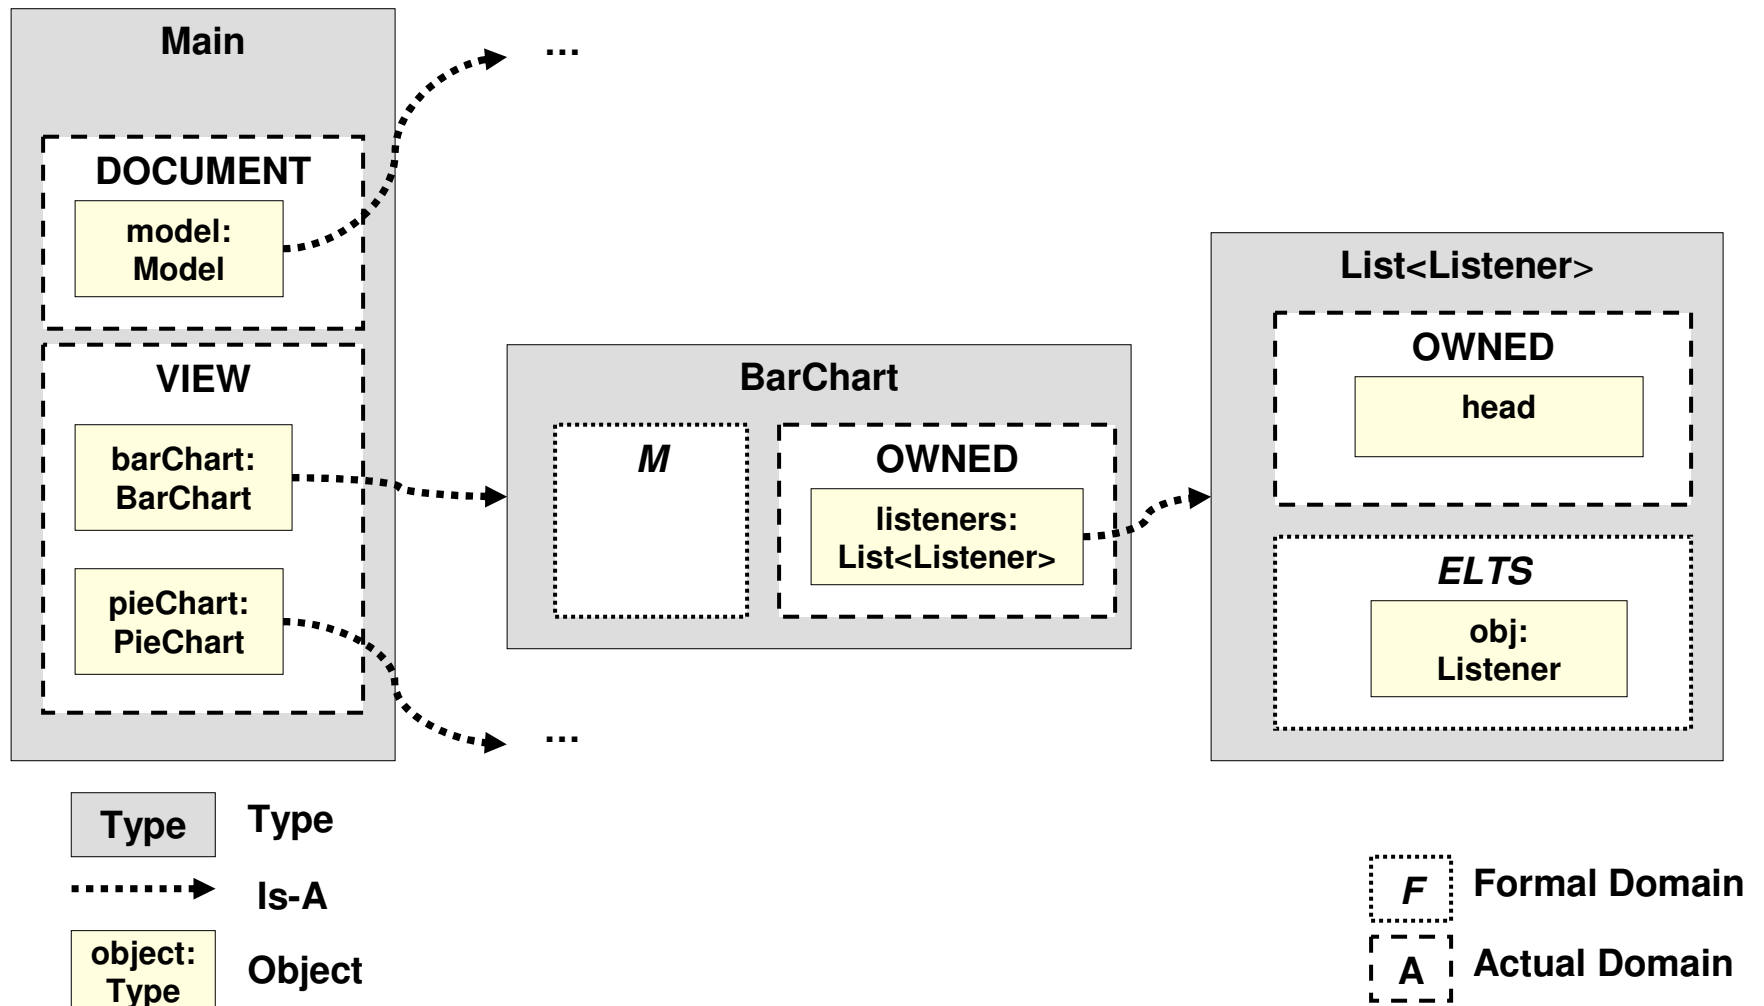 Main
...
DOCUMENT
model:
Model
VIEW
barChart:
BarChart
pieChart:
PieChart
...
BarChart
M
OWNED
listeners:
List<Listener>
List<Listener>
OWNED
head
ELTS
obj:
Listener
Type
Type
Is-A
object:
Type
Object
F
Formal Domain
A
Actual Domain